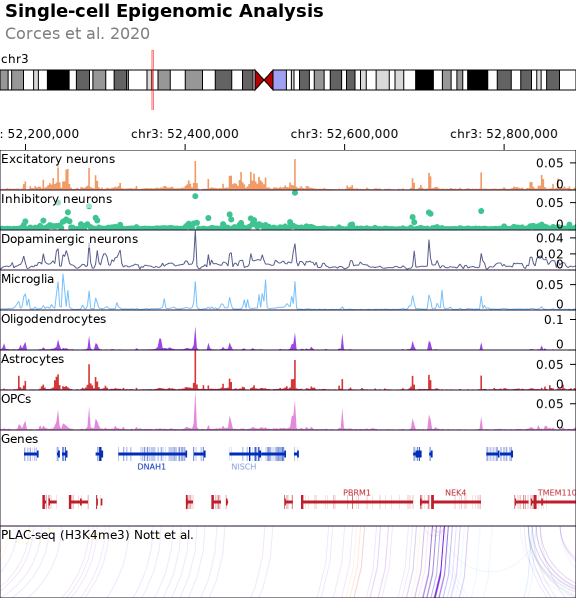 Single-cell Epigenomic Analysis
Corces et al. 2020
chr3
: 52,200,000 chr3: 52,400,000 chr3: 52,600,000 chr3: 52,800,000
Excitatory neurons 0.05
0
Inhibitory neurons 0.05
0
Dopaminergic neurons 0.04
0.02
0
Microglia 0.05
0
Oligodendrocytes 0.1
0
Astrocytes 0.05
0
OPCs 0.05
0
Genes
DNAH1 NISCH
PBRM1 NEK4 TMEM110
PLAC-seq (H3K4me3) Nott et al.